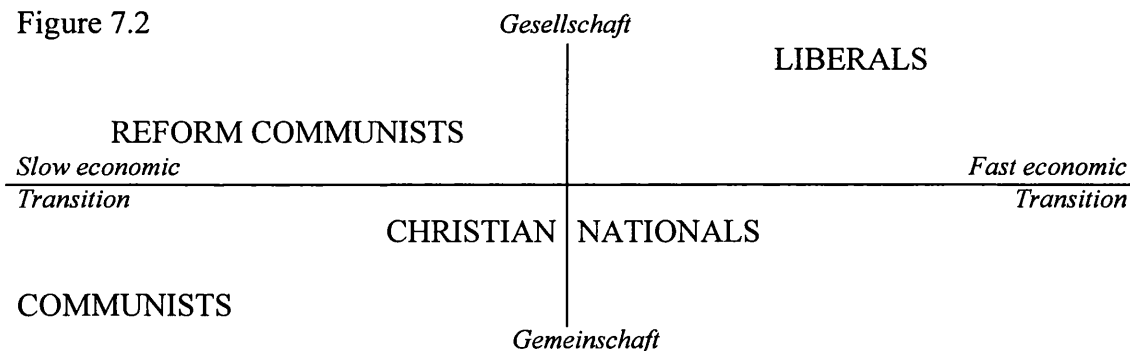 Figure 7.2
Gesellschaft
LIBERALS
REFORM COMMUNISTS
Slow economic
Fast economic
Transition
Transition
CHRISTIAN NATIONALS
COMMUNISTS
Gemeinschaft